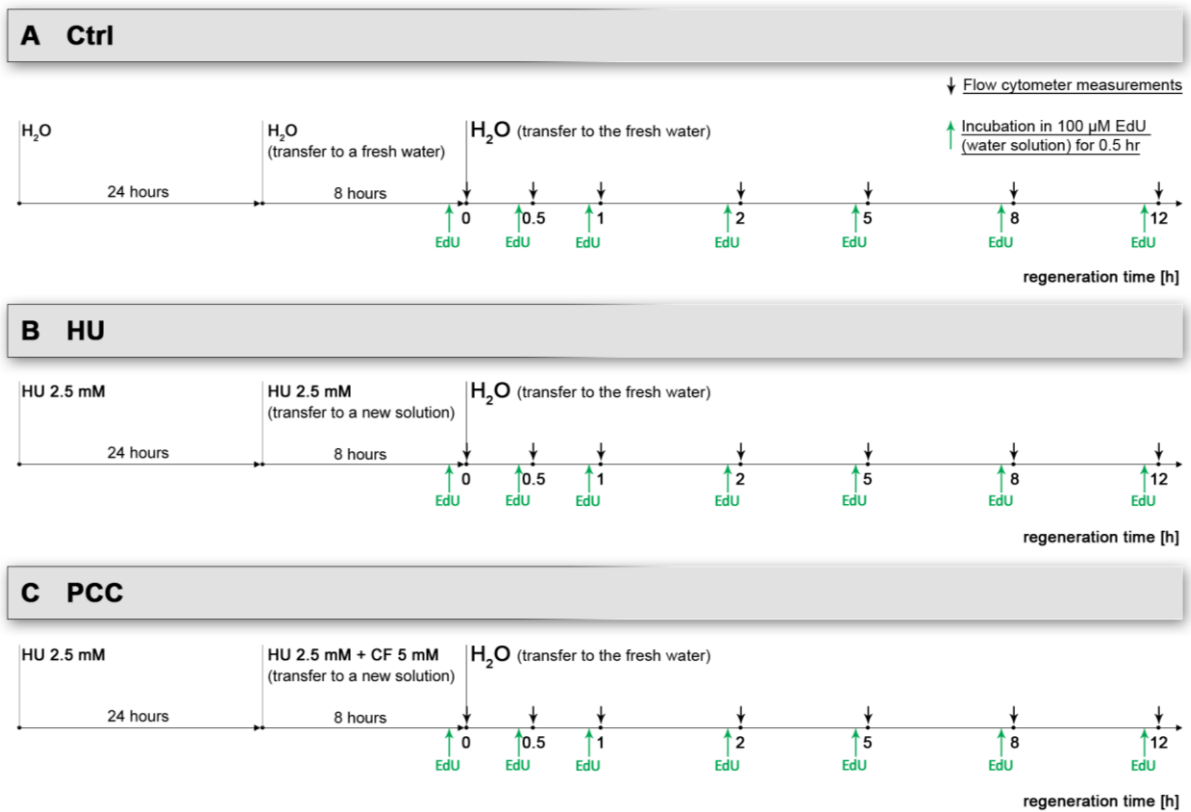 A Ctrl
Flow cytometer measurements
Incubation in 100 µM EdU
(water solution) for 0.5 hr
H₂O
H₂O
(transfer to a fresh water)
H₂O (transfer to the fresh water)
24 hours
8 hours
0 0.5 1 2 5 8 12
EdU EdU EdU EdU EdU EdU EdU
regeneration time [h]
B HU
HU 2.5 mM
HU 2.5 mM
(transfer to a new solution)
H₂O (transfer to the fresh water)
24 hours
8 hours
0 0.5 1 2 5 8 12
EdU EdU EdU EdU EdU EdU EdU
regeneration time [h]
C PCC
HU 2.5 mM
HU 2.5 mM + CF 5 mM
(transfer to a new solution)
H₂O (transfer to the fresh water)
24 hours
8 hours
0 0.5 1 2 5 8 12
EdU EdU EdU EdU EdU EdU EdU
regeneration time [h]